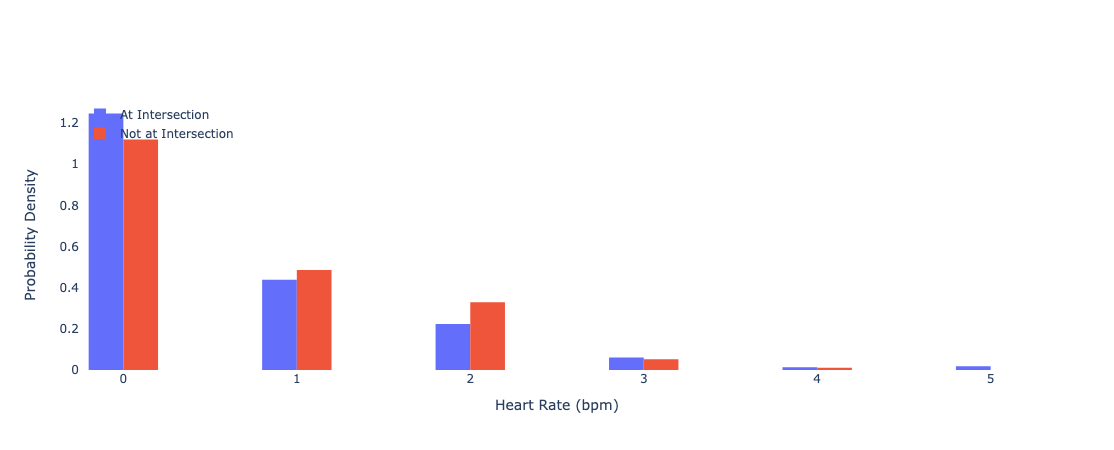 At Intersection
Not at Intersection
Probability Density
1.2
1
0.8
0.6
0.4
0.2
0
0 1 2 3 4 5
Heart Rate (bpm)